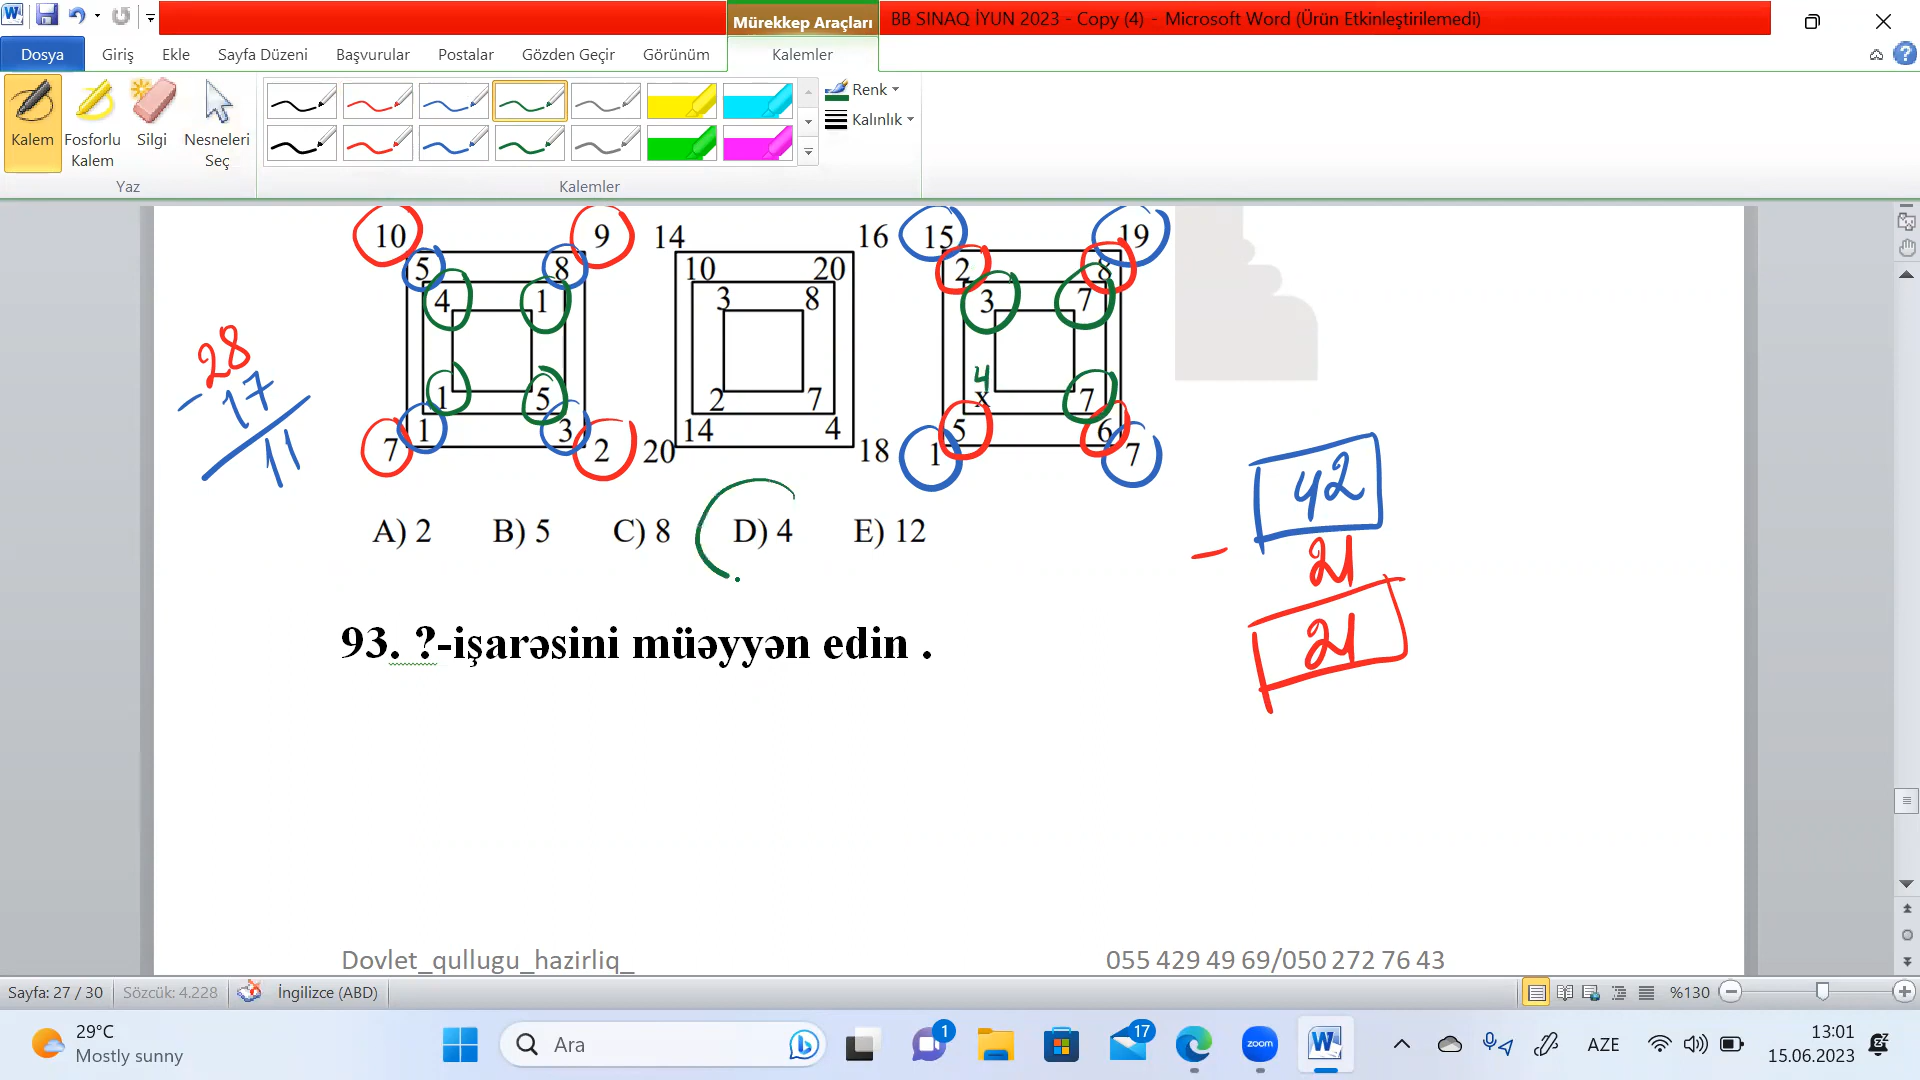 Mürekkep Araçları
BB SINAQ İYUN 2023 - Copy (4) - Microsoft Word (Ürün Etkinleştirilemedi)
Dosya Giriş Ekle Sayfa Düzeni Başvurular Postalar Gözden Geçir Görünüm Kalemler
Kalem Fosforlu Kalem Silgi Nesneleri Seç
Renk
Kalınlık
Yaz Kalemler
10 9 14 16 15 19
5 8 10 20 2 8
4 1 3 8 3 7
28
-17
11
4
1 5 2 7 x 7
1 3 14 4 5 6
7 2 20 18 1 7
42
- 21
21
A) 2 B) 5 C) 8 D) 4 E) 12
93. ?-işarəsini müəyyən edin .
Dovlet_qullugu_hazirliq_ 055 429 49 69/050 272 76 43
Sayfa: 27 / 30 Sözcük: 4.228 İngilizce (ABD) %130
29°C
Mostly sunny
Ara
1
17
zoom
AZE
13:01
15.06.2023